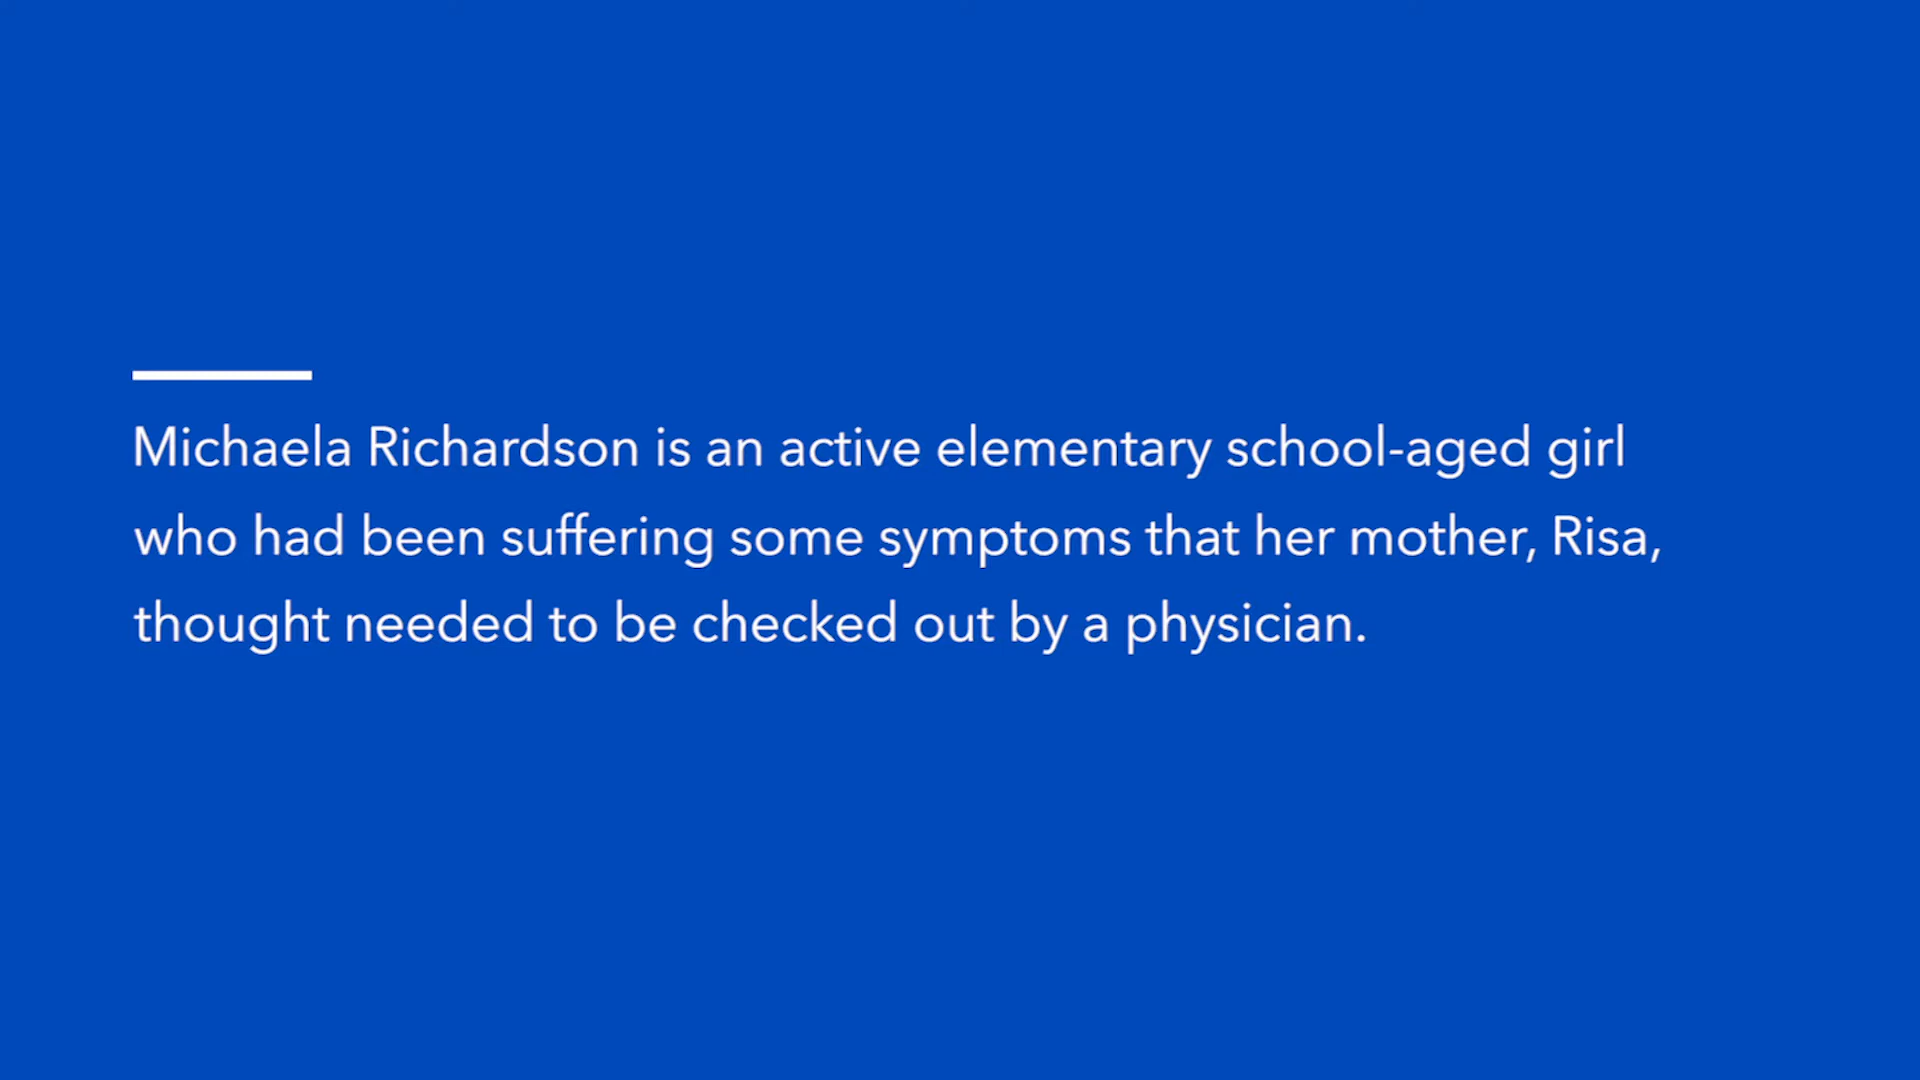 Michaela Richardson is an active elementary school-aged girl
who had been suffering some symptoms that her mother, Risa,
thought needed to be checked out by a physician.